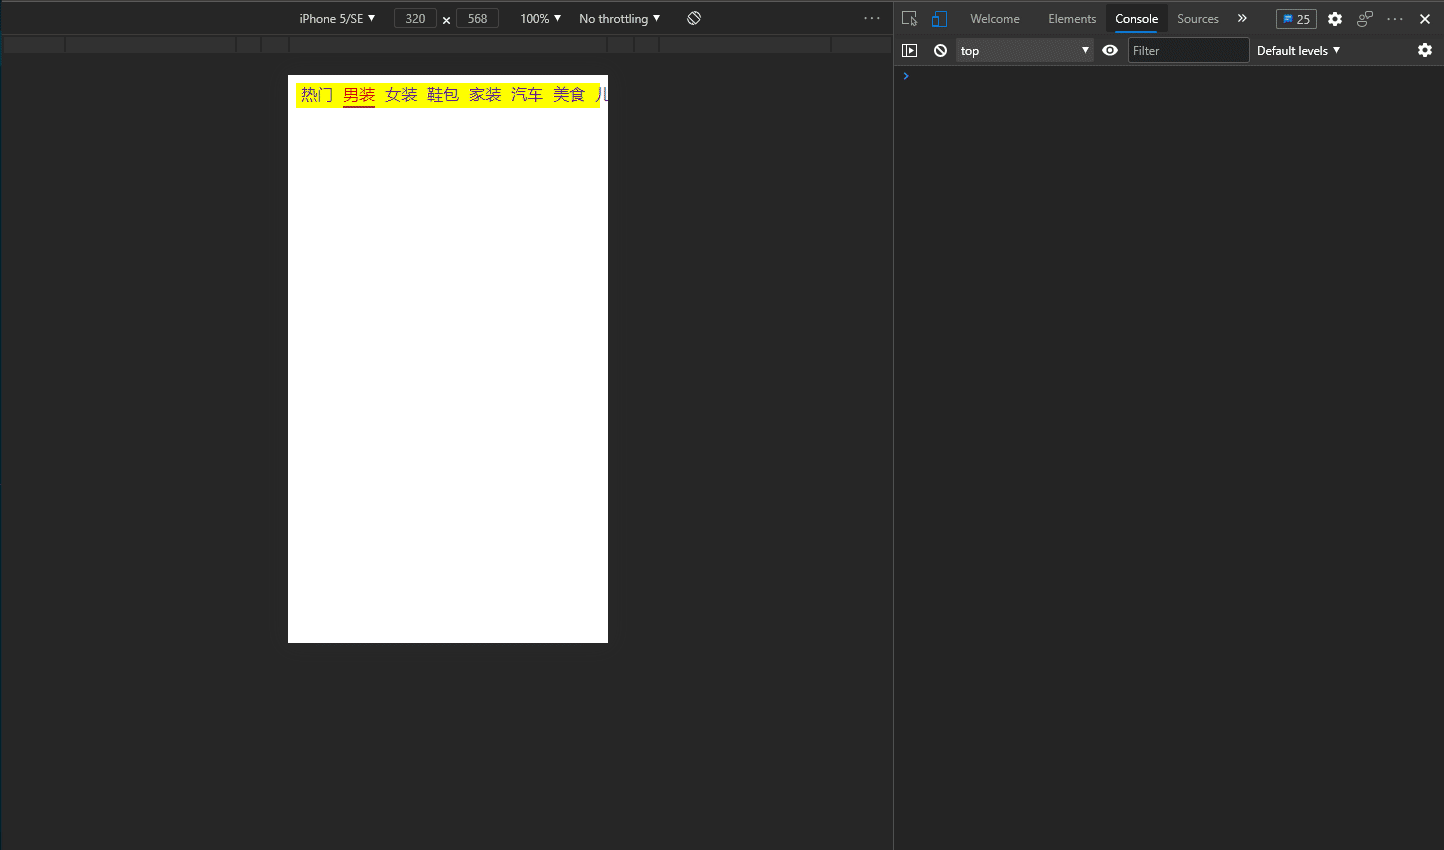 iPhone 5/SE 320 × 568 100% No throttling
Welcome Elements Console Sources 25
top Filter Default levels
热门 男装 女装 鞋包 家装 汽车 美食